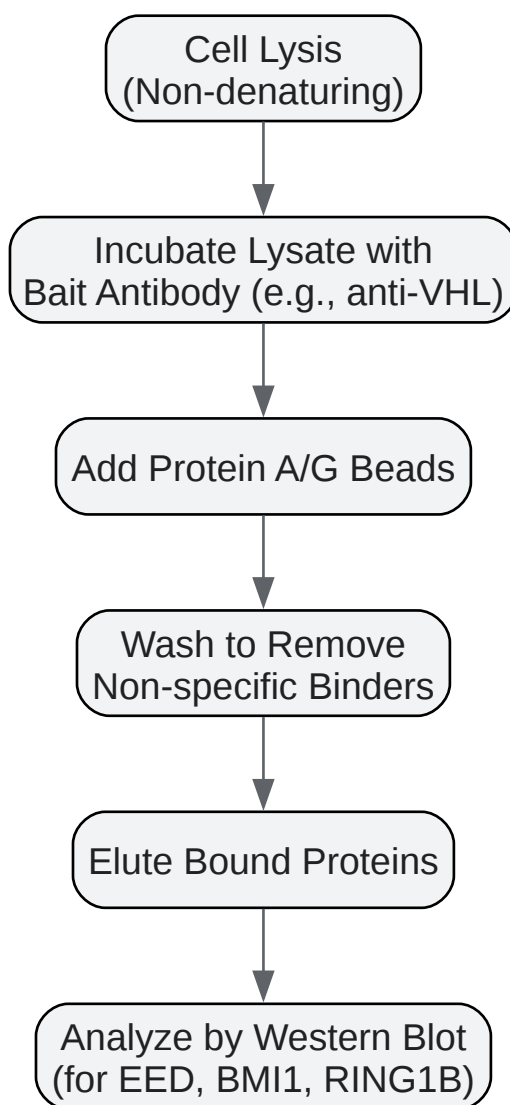 Cell Lysis
(Non-denaturing)
Incubate Lysate with
Bait Antibody (e.g., anti-VHL)
Add Protein A/G Beads
Wash to Remove
Non-specific Binders
Elute Bound Proteins
Analyze by Western Blot
(for EED, BMI1, RING1B)